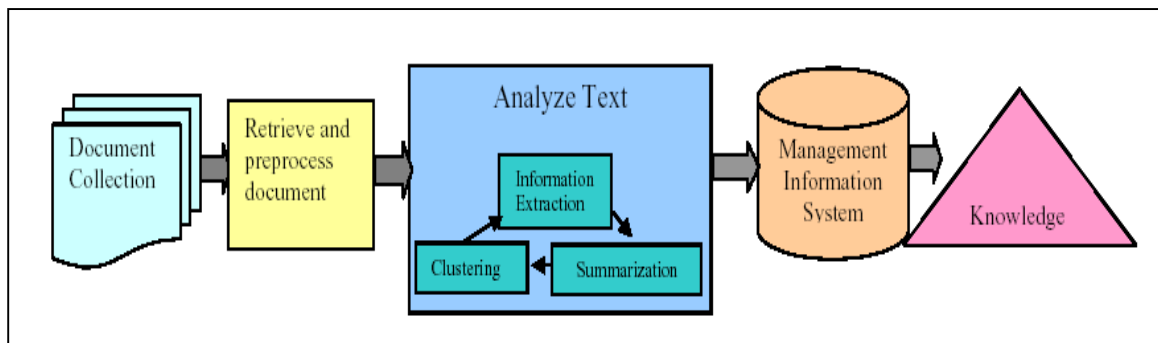 Document
Collection
Retrieve and
preprocess
document
Analyze Text
Information
Extraction
Clustering
Summarization
Management
Information
System
Knowledge